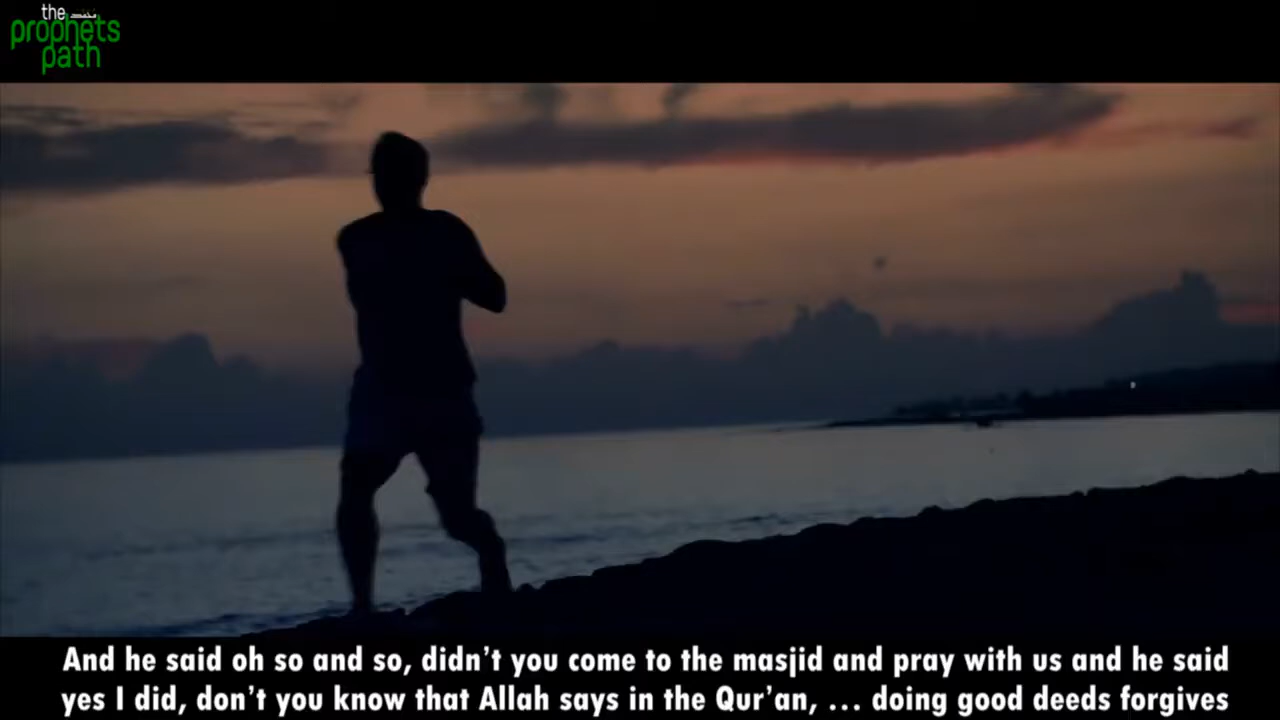 the محمد
prophets
path
And he said oh so and so, didn't you come to the masjid and pray with us and he said
yes I did, don't you know that Allah says in the Qur'an, ... doing good deeds forgives